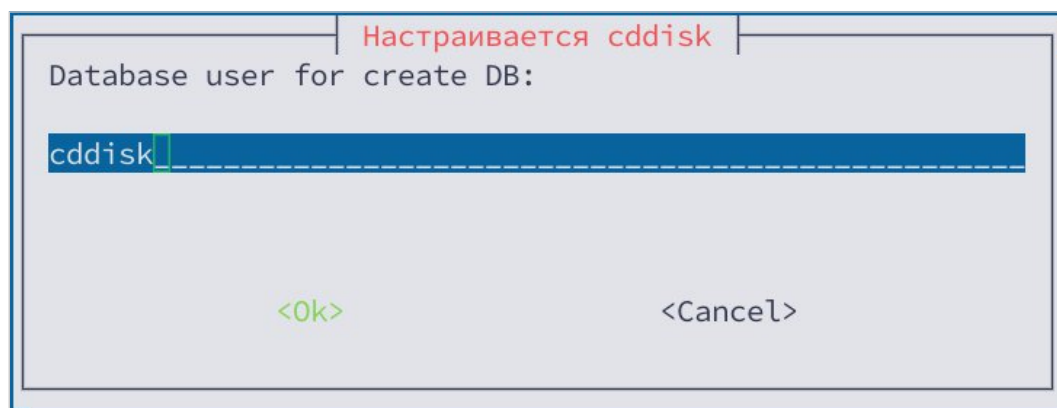 Настраивается cddisk
Database user for create DB:
cddisk
<Ok> <Cancel>